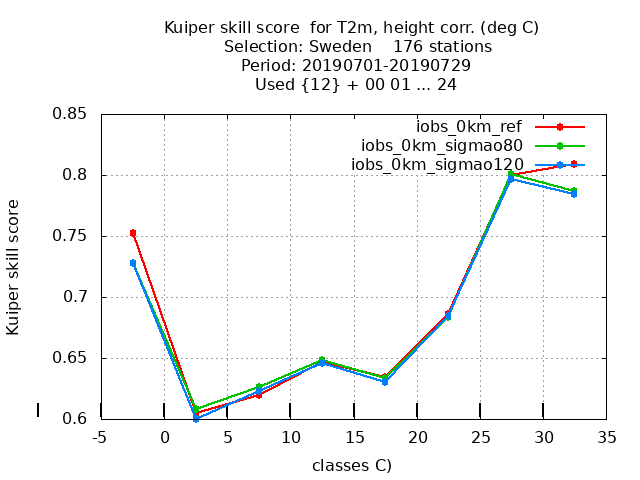 Kuiper skill score  for T2m, height corr. (deg C)
Selection: Sweden    176 stations
Period: 20190701-20190729
Used {12} + 00 01 ... 24
iobs_0km_ref
iobs_0km_sigmao80
iobs_0km_sigmao120
0.85
0.8
0.75
0.7
0.65
0.6
Kuiper skill score
-5 0 5 10 15 20 25 30 35
classes C)